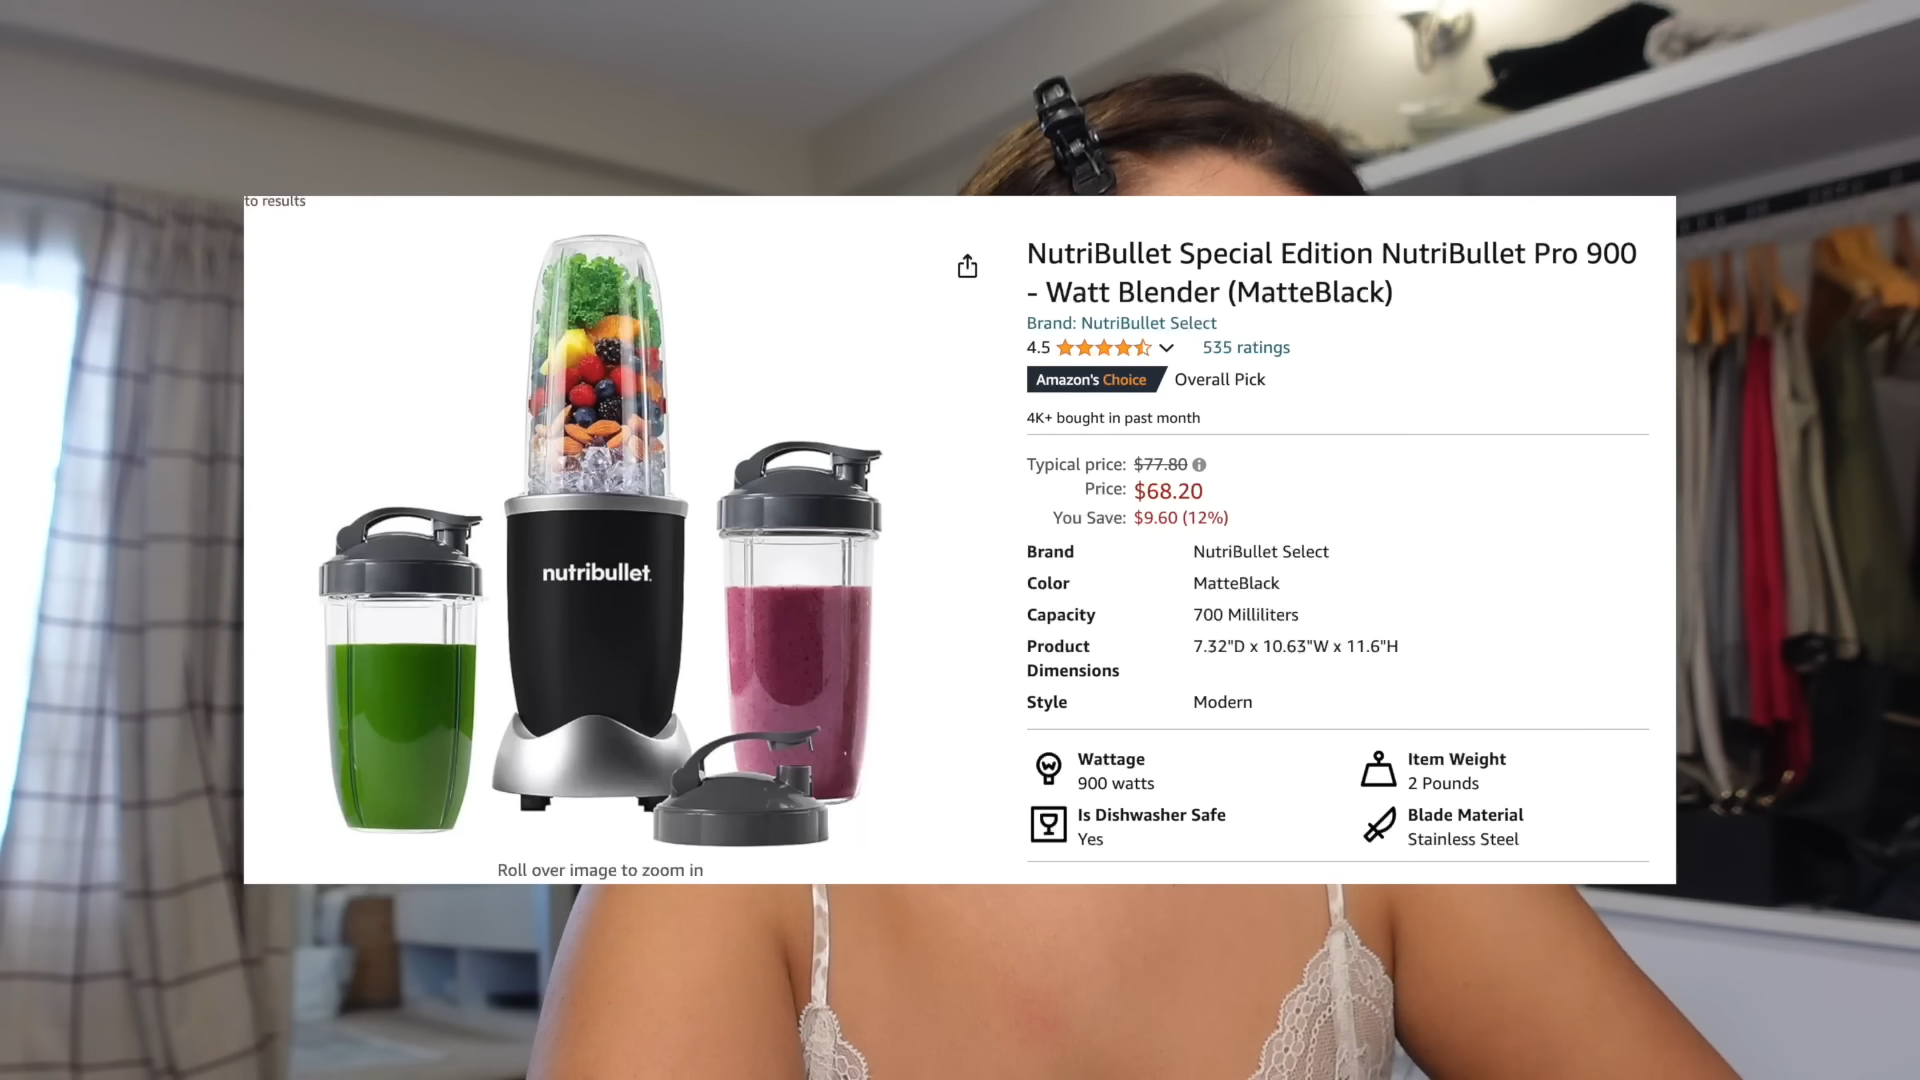 to results
nutribullet.
Roll over image to zoom in
NutriBullet Special Edition NutriBullet Pro 900
- Watt Blender (MatteBlack)
Brand: NutriBullet Select
4.5 535 ratings
Amazon's Choice Overall Pick
4K+ bought in past month
Typical price: $77.80
Price: $68.20
You Save: $9.60 (12%)
Brand NutriBullet Select
Color MatteBlack
Capacity 700 Milliliters
Product 7.32"D x 10.63"W x 11.6"H
Dimensions
Style Modern
Wattage Item Weight
900 watts 2 Pounds
Is Dishwasher Safe Blade Material
Yes Stainless Steel